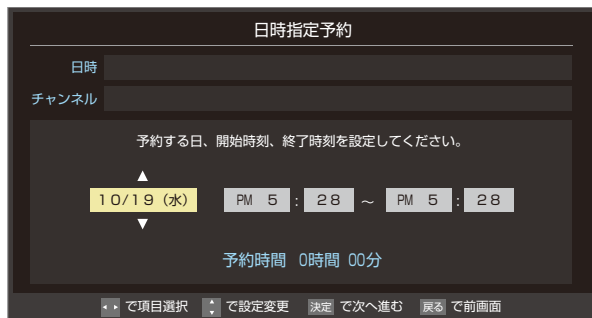 日時指定予約
日時
チャンネル
予約する日、開始時刻、終了時刻を設定してください。
10/19（水） PM 5 : 28 ～ PM 5 : 28
予約時間 0時間 00分
で項目選択 で設定変更 決定 で次へ進む 戻る で前画面